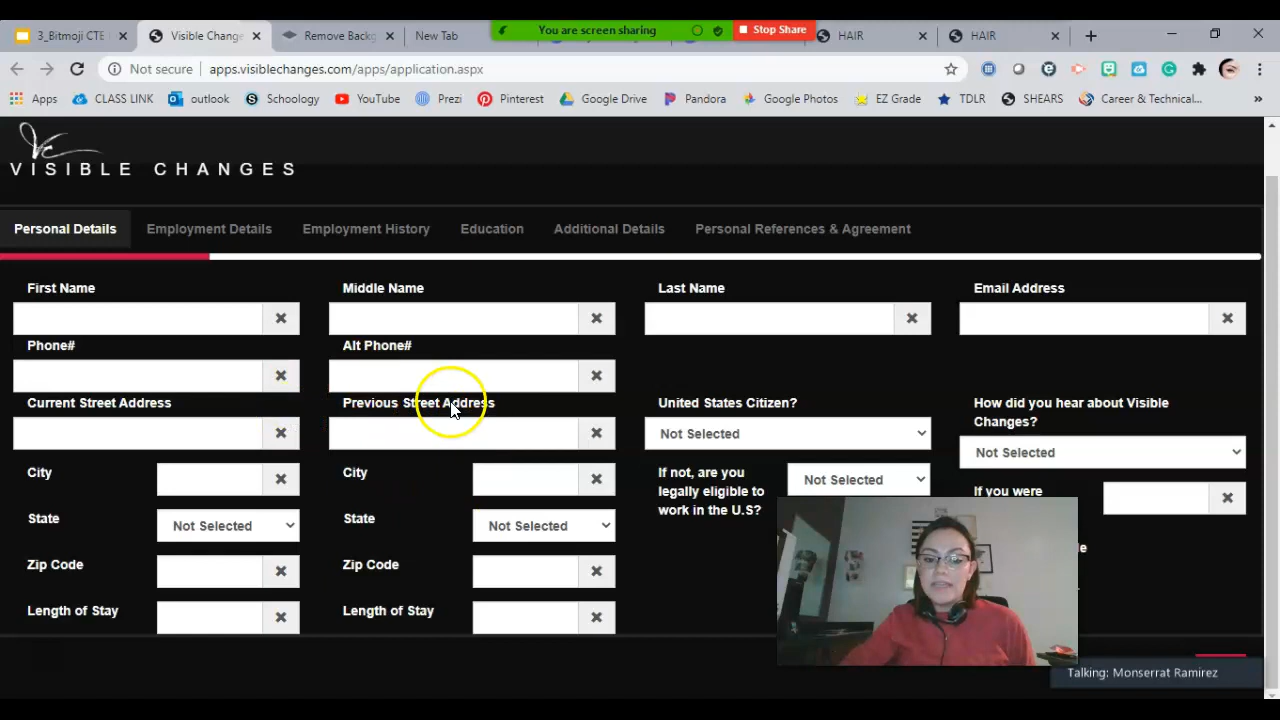 3_Bitmoji CTE
Visible Change
Remove Backg
New Tab
You are screen sharing
Stop Share
HAIR
HAIR
Not secure
apps.visiblechanges.com/apps/application.aspx
Apps
CLASS LINK
outlook
Schoology
YouTube
Prezi
Pinterest
Google Drive
Pandora
Google Photos
EZ Grade
TDLR
SHEARS
Career & Technical...
VISIBLE CHANGES
Personal Details
Employment Details
Employment History
Education
Additional Details
Personal References & Agreement
First Name
Middle Name
Last Name
Email Address
Phone#
Alt Phone#
Current Street Address
Previous Street Address
United States Citizen?
How did you hear about Visible
Changes?
Not Selected
Not Selected
City
City
If not, are you
legally eligible to
work in the U.S?
Not Selected
If you were
State
Not Selected
State
Not Selected
Zip Code
Zip Code
Length of Stay
Length of Stay
Talking: Monserrat Ramirez